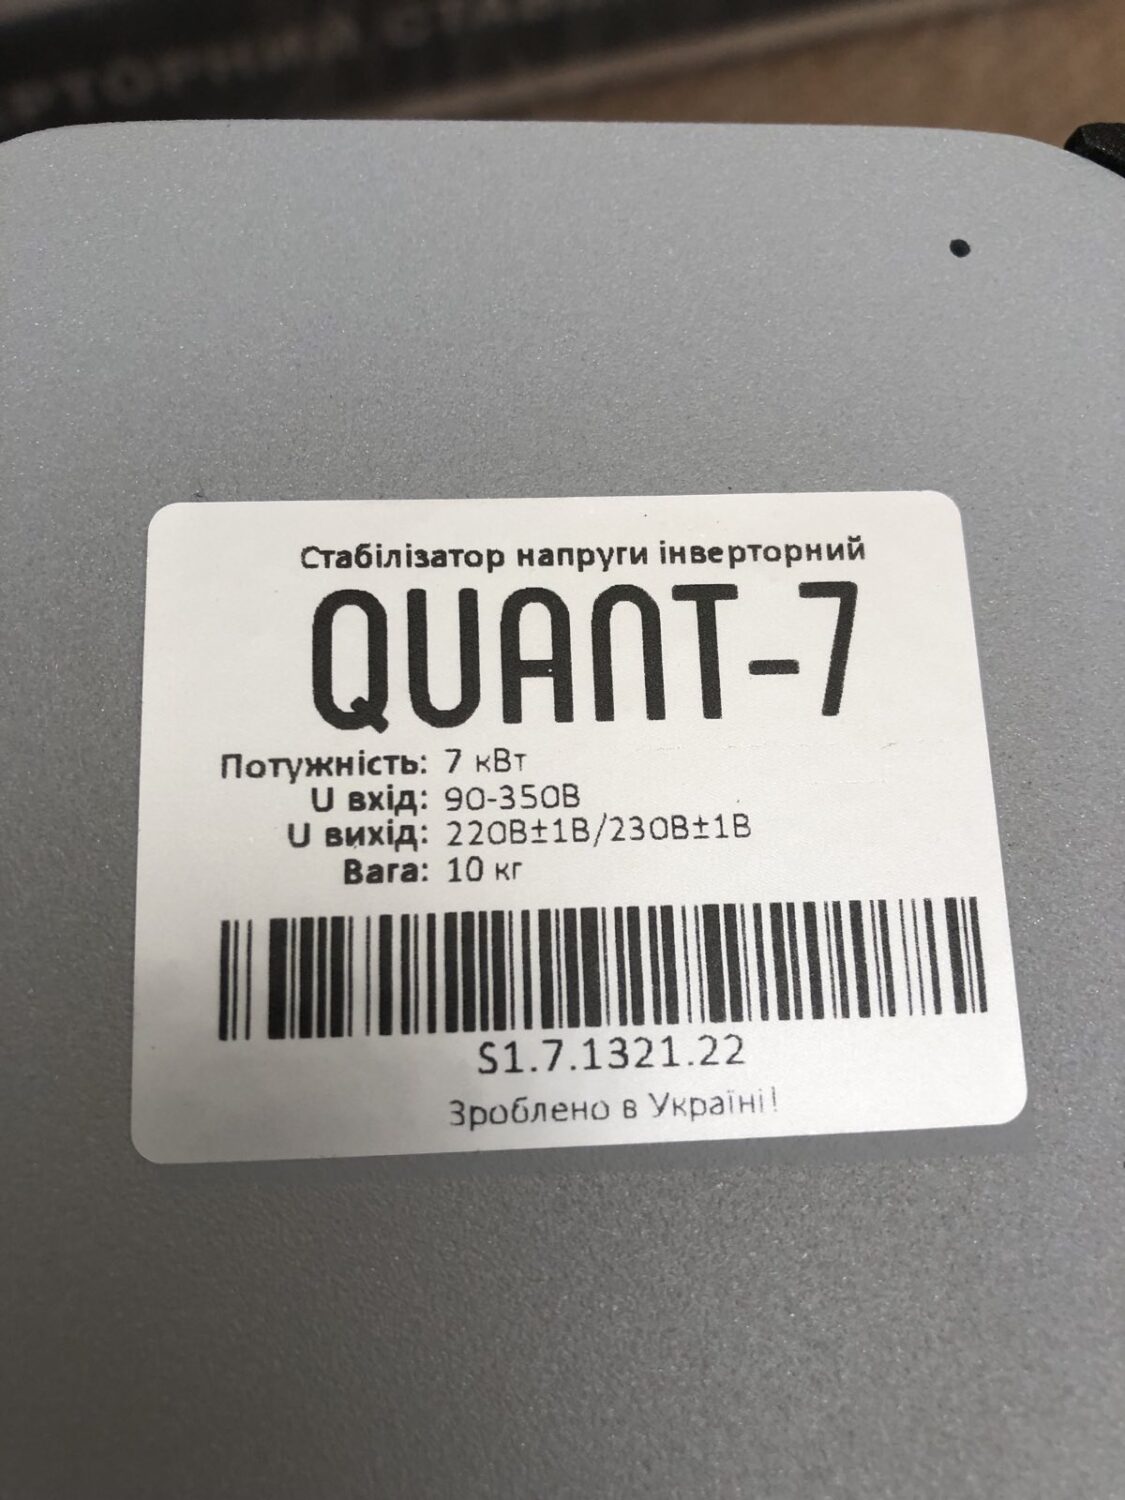 Стабілізатор напруги інверторний
QUANT-7
Потужність: 7 кВт
U вхід: 90-350В
U вихід: 220В±1В/230В±1В
Вага: 10 кг
S1.7.1321.22
Зроблено в Україні!